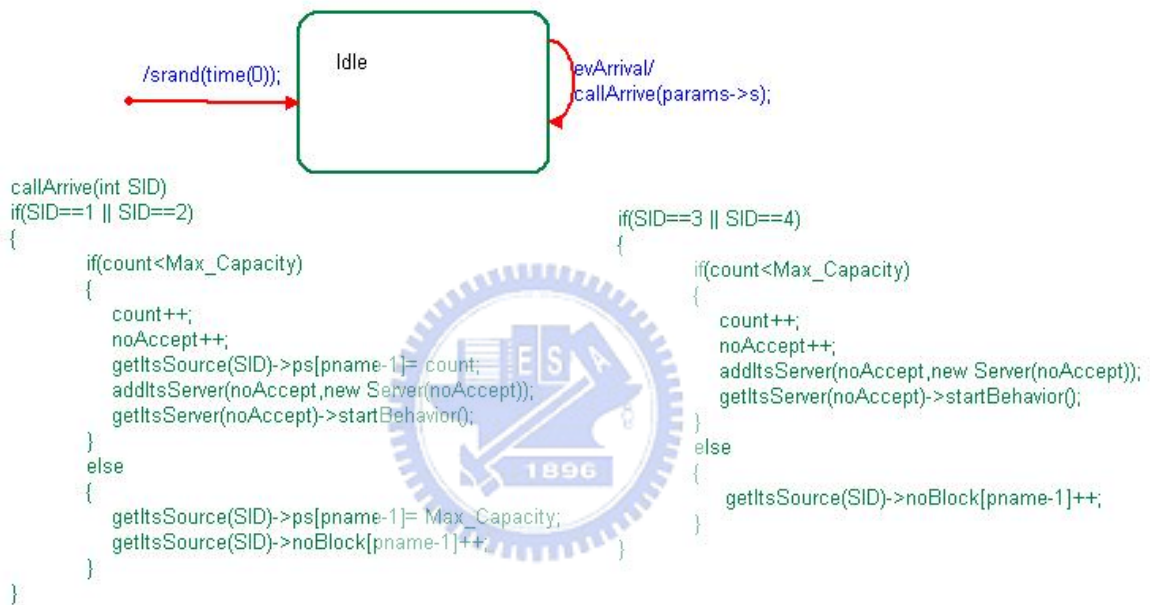 Idle
/srand(time(0));
evArrival/
callArrive(params->s);
callArrive(int SID)
if(SID==1 || SID==2)
{
if(count<Max_Capacity)
{
count++;
noAccept++;
getItsSource(SID)->ps[pname-1]= count;
addItsServer(noAccept,new Server(noAccept));
getItsServer(noAccept)->startBehavior();
}
else
{
getItsSource(SID)->ps[pname-1]= Max_Capacity;
getItsSource(SID)->noBlock[pname-1]++;
}
}
if(SID==3 || SID==4)
{
if(count<Max_Capacity)
{
count++;
noAccept++;
addItsServer(noAccept,new Server(noAccept));
getItsServer(noAccept)->startBehavior();
}
else
{
getItsSource(SID)->noBlock[pname-1]++;
}
}
ES A
1896